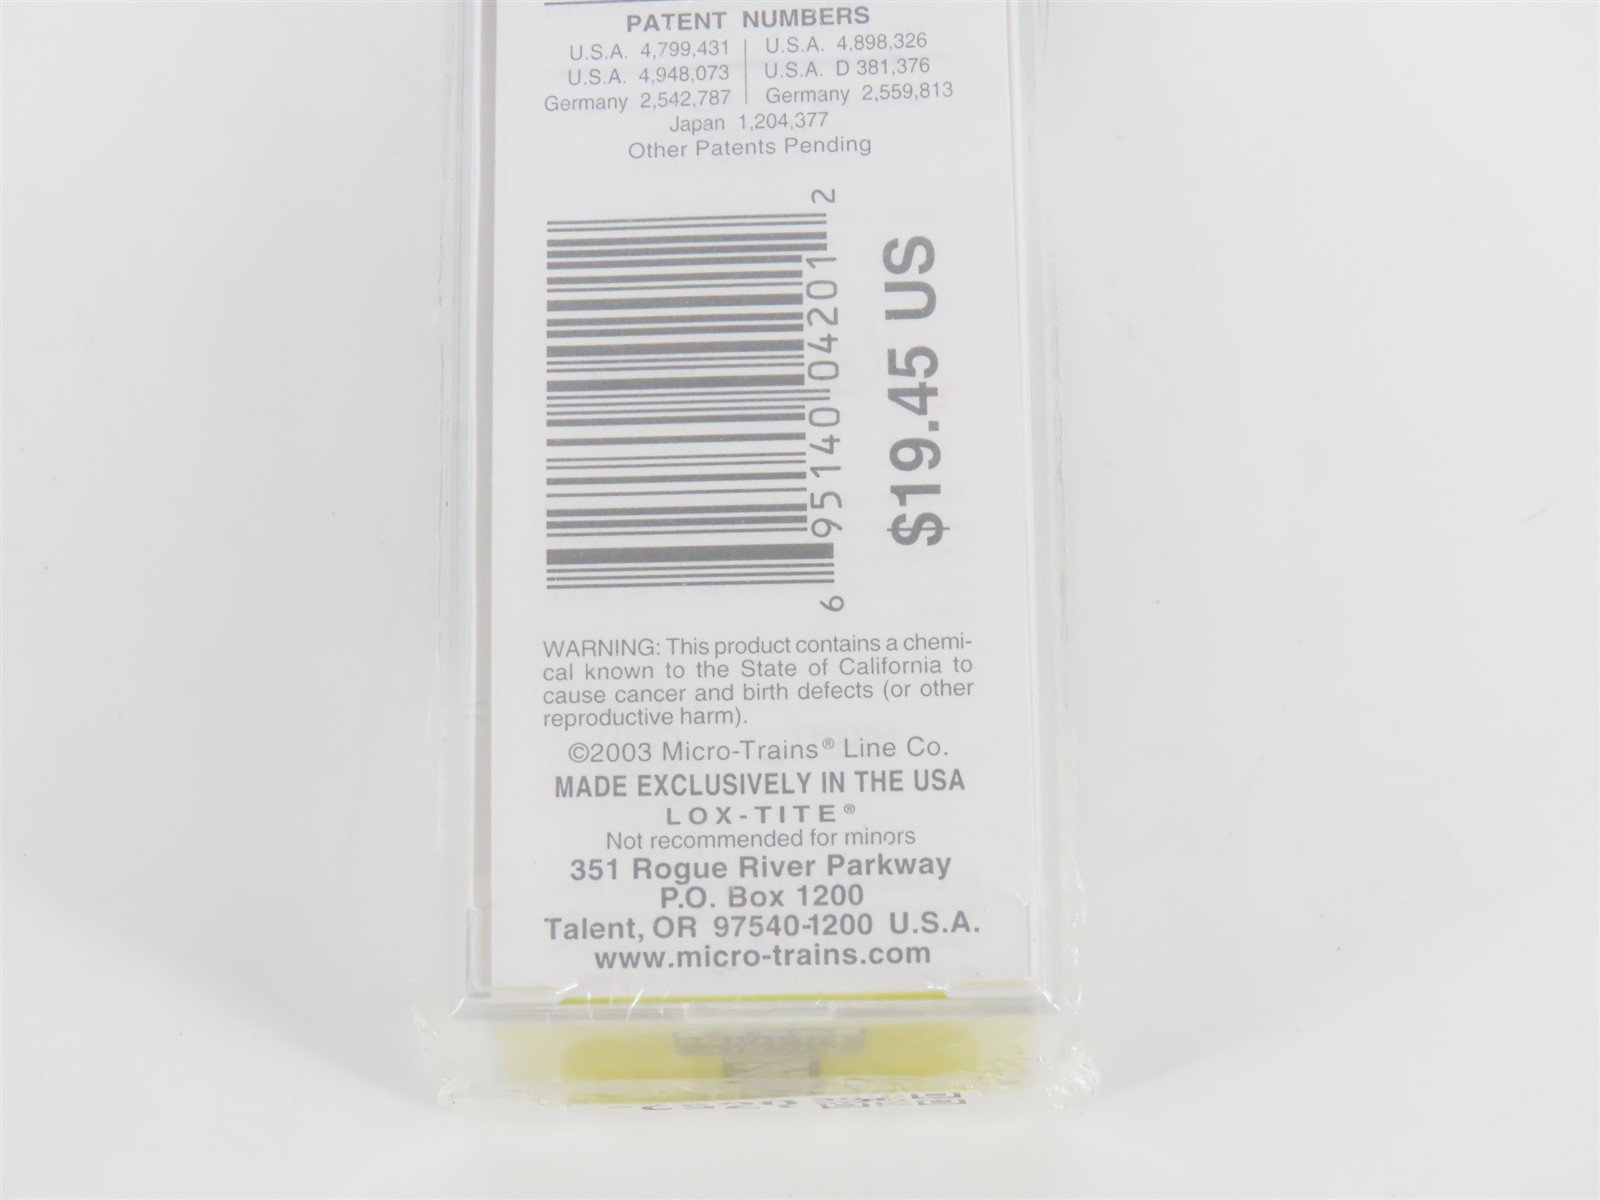 PATENT NUMBERS
U.S.A. 4,799,431 | U.S.A. 4,898,326
U.S.A. 4,948,073 | U.S.A. D 381,376
Germany 2,542,787 | Germany 2,559,813
Japan 1,204,377
Other Patents Pending
6 95140 04201 2
$19.45 US
WARNING: This product contains a chemi-
cal known to the State of California to
cause cancer and birth defects (or other
reproductive harm).
©2003 Micro-Trains® Line Co.
MADE EXCLUSIVELY IN THE USA
LOX-TITE®
Not recommended for minors
351 Rogue River Parkway
P.O. Box 1200
Talent, OR 97540-1200 U.S.A.
www.micro-trains.com